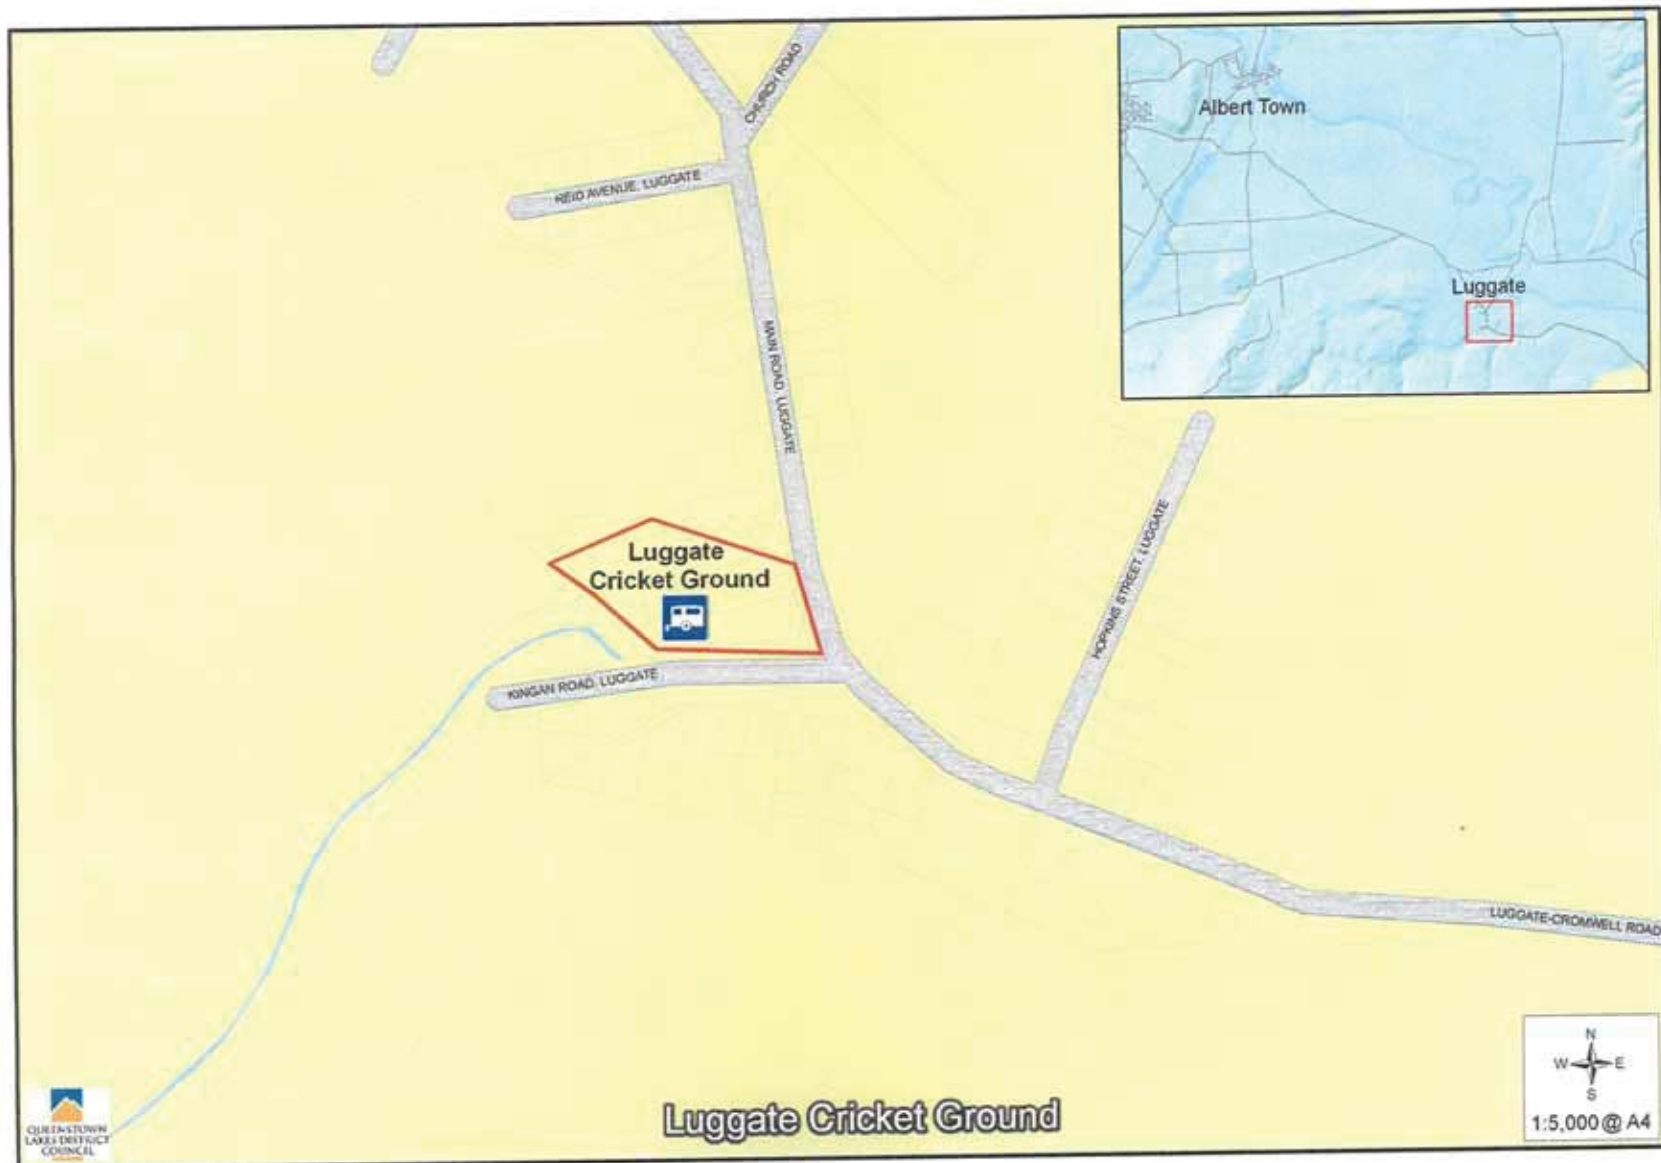 CHURCH ROAD
Albert Town
REID AVENUE, LUGGATE
Luggate
MAIN ROAD, LUGGATE
Luggate
Cricket Ground
HOPKINS STREET, LUGGATE
KINGAN ROAD, LUGGATE
LUGGATE-CROMWELL ROAD
N
W E
S
1:5,000 @ A4
QUEENSTOWN
LAKES DISTRICT
COUNCIL
Luggate Cricket Ground